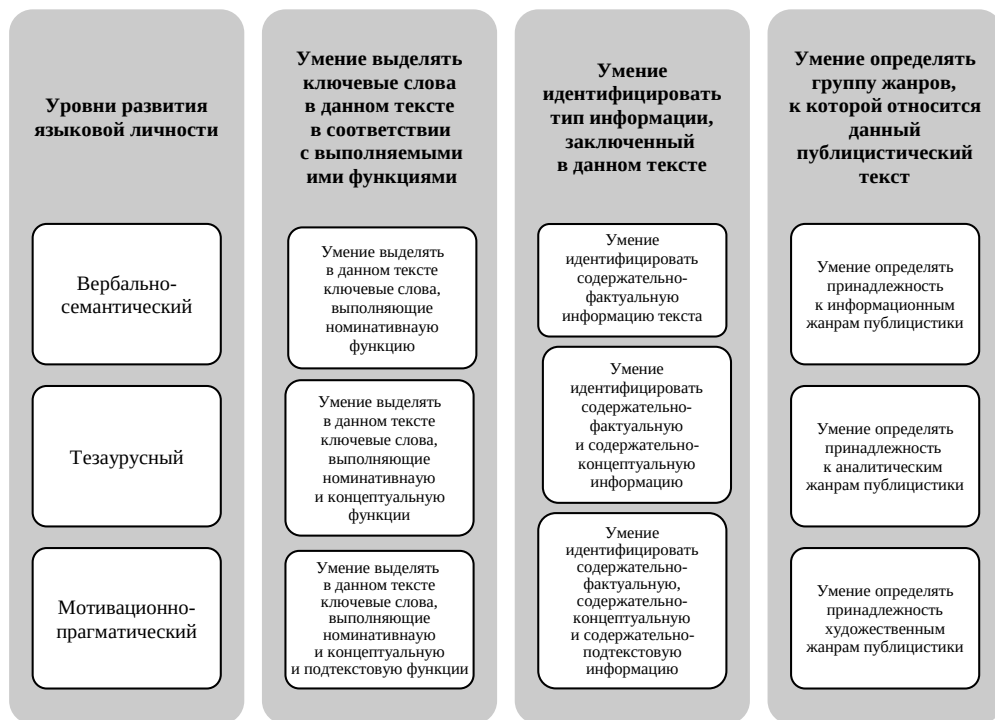 Уровни развития
языковой личности
Вербально-
семантический
Тезаурусный
Мотивационно-
прагматический
Умение выделять
ключевые слова
в данном тексте
в соответствии
с выполняемыми
ими функциями
Умение выделять
в данном тексте
ключевые слова,
выполняющие
номинативнаую
функцию
Умение выделять
в данном тексте
ключевые слова,
выполняющие
номинативнаую
и концептуальную
функции
Умение выделять
в данном тексте
ключевые слова,
выполняющие
номинативнаую
и концептуальную
и подтекстовую функции
Умение
идентифицировать
тип информации,
заключенный
в данном тексте
Умение
идентифицировать
содержательно-
фактуальную
информацию текста
Умение
идентифицировать
содержательно-
фактуальную
и содержательно-
концептуальную
информацию
Умение
идентифицировать
содержательно-
фактуальную,
содержательно-
концептуальную
и содержательно-
подтекстовую
информацию
Умение определять
группу жанров,
к которой относится
данный
публицистический
текст
Умение определять
принадлежность
к информационным
жанрам публицистики
Умение определять
принадлежность
к аналитическим
жанрам публицистики
Умение определять
принадлежность
художественным
жанрам публицистики